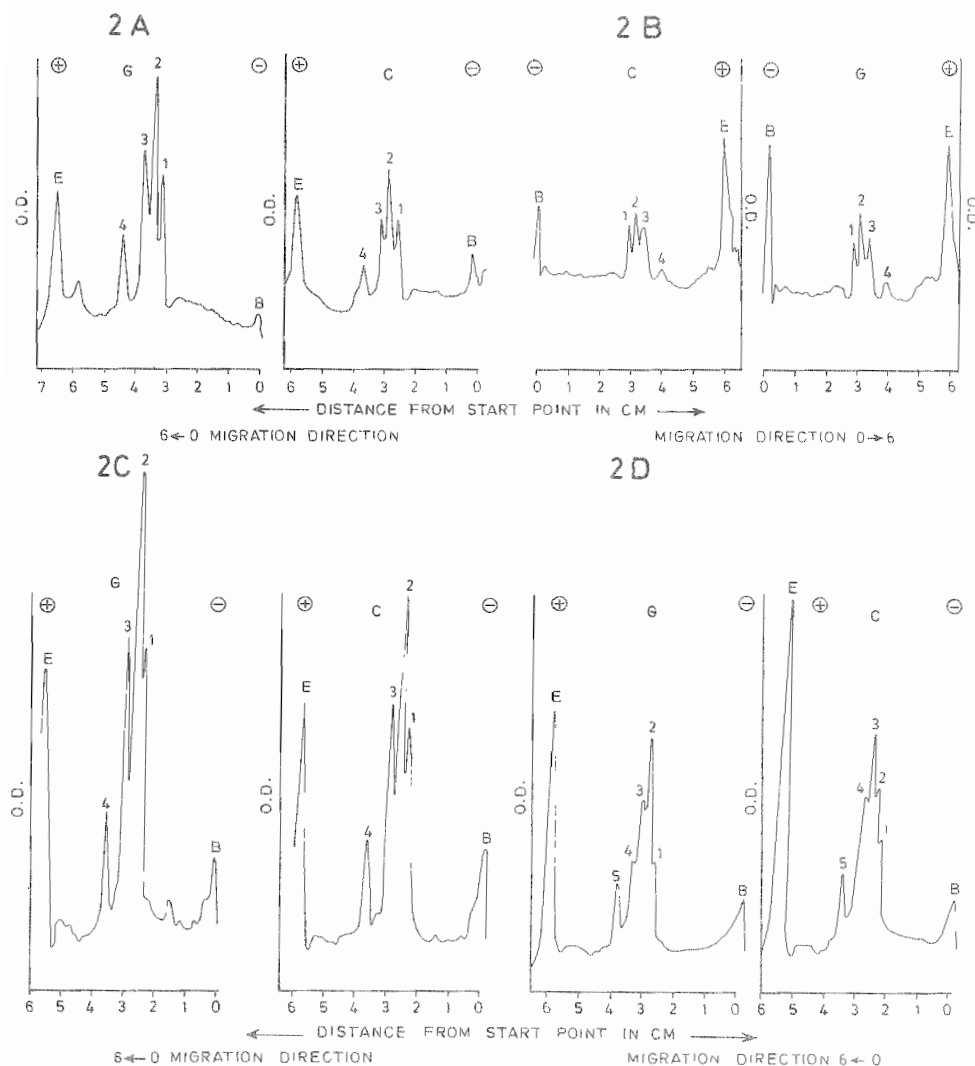 2A 2B
⊕ G 2 ⊖ ⊕ C ⊖ ⊖ C ⊕ ⊖ G ⊕
E 4 3 1 B
O.D.
7 6 5 4 3 2 1 0
E 4 3 2 1 B
O.D.
6 5 4 3 2 1 0
B 1 2 3 4 E
O.D.
0 1 2 3 4 5 6
B 1 2 3 4 E
O.D.
0 1 2 3 4 5 6
← DISTANCE FROM START POINT IN CM →
6←0 MIGRATION DIRECTION MIGRATION DIRECTION 0→6
2C 2D
⊕ G ⊖ ⊕ C ⊖ ⊕ G ⊖ ⊕ C ⊖
E 4 3 2 1 B
O.D.
6 5 4 3 2 1 0
E 4 3 2 1 B
O.D.
6 5 4 3 2 1 0
E 5 4 3 2 1 B
O.D.
6 5 4 3 2 1 0
E 5 4 3 2 1 B
O.D.
6 5 4 3 2 1 0
← DISTANCE FROM START POINT IN CM →
6←0 MIGRATION DIRECTION MIGRATION DIRECTION 6←0